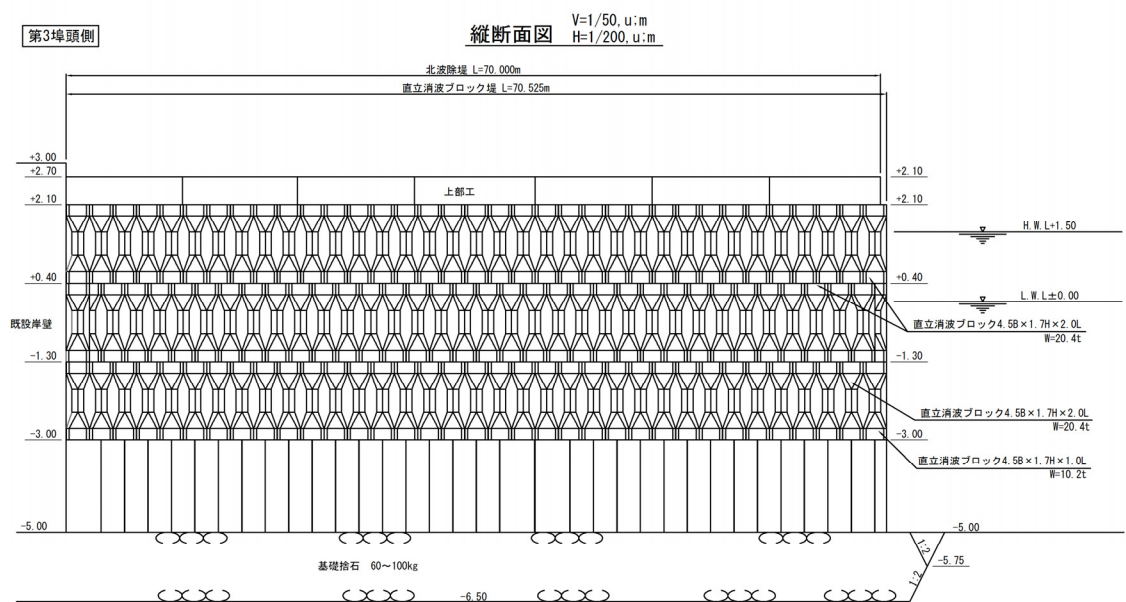 第3埠頭側
縦断面図
V=1/50,u:m
H=1/200,u:m
北波除堤 L=70.000m
直立消波ブロック堤 L=70.525m
+3.00
+2.70
+2.10
上部工
+2.10
+2.10
H.W.L+1.50
+0.40
+0.40
L.W.L±0.00
既設岸壁
直立消波ブロック4.5B×1.7H×2.0L
W=20.4t
-1.30
-1.30
直立消波ブロック4.5B×1.7H×2.0L
W=20.4t
-3.00
-3.00
直立消波ブロック4.5B×1.7H×1.0L
W=10.2t
-5.00
-5.00
1:2
-5.75
基礎捨石 60~100kg
1:2
-6.50